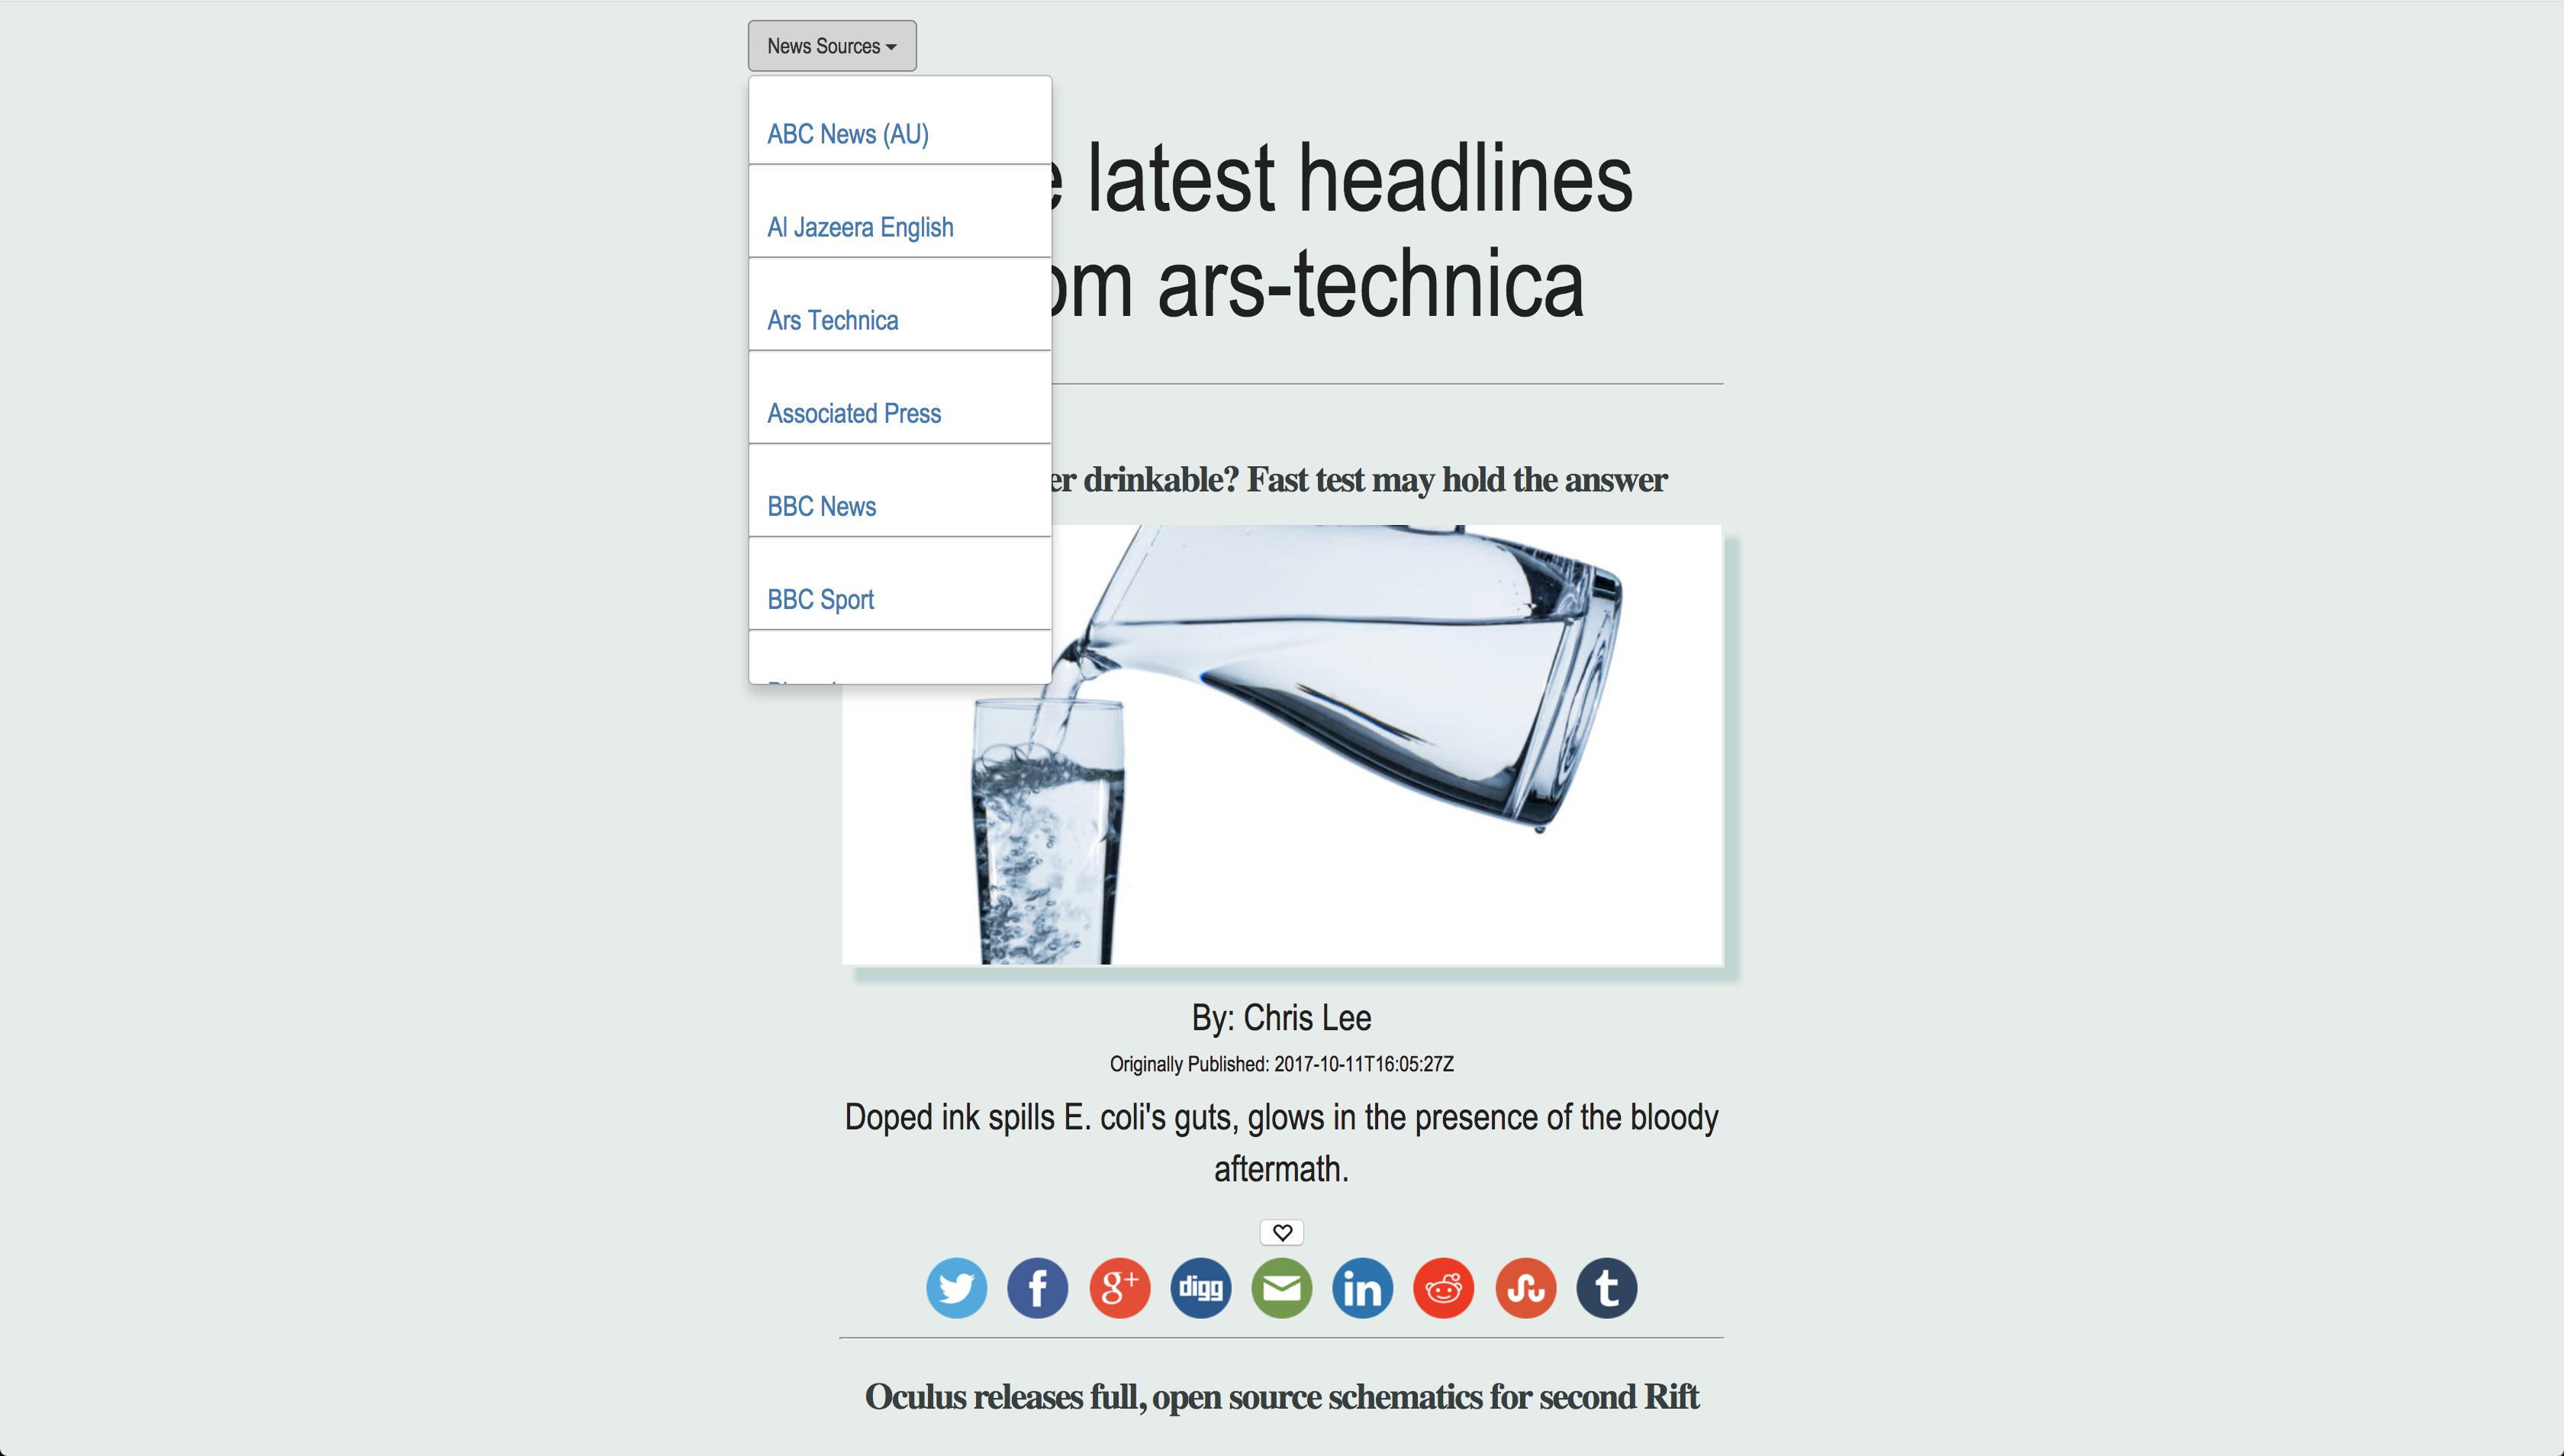 News Sources
ABC News (AU)
Al Jazeera English
Ars Technica
Associated Press
BBC News
BBC Sport
latest headlines
ars-technica
drinkable? Fast test may hold the answer
By: Chris Lee
Originally Published: 2017-10-11T16:05:27Z
Doped ink spills E. coli's guts, glows in the presence of the bloody
aftermath.
f
g+
digg
in
t
Oculus releases full, open source schematics for second Rift